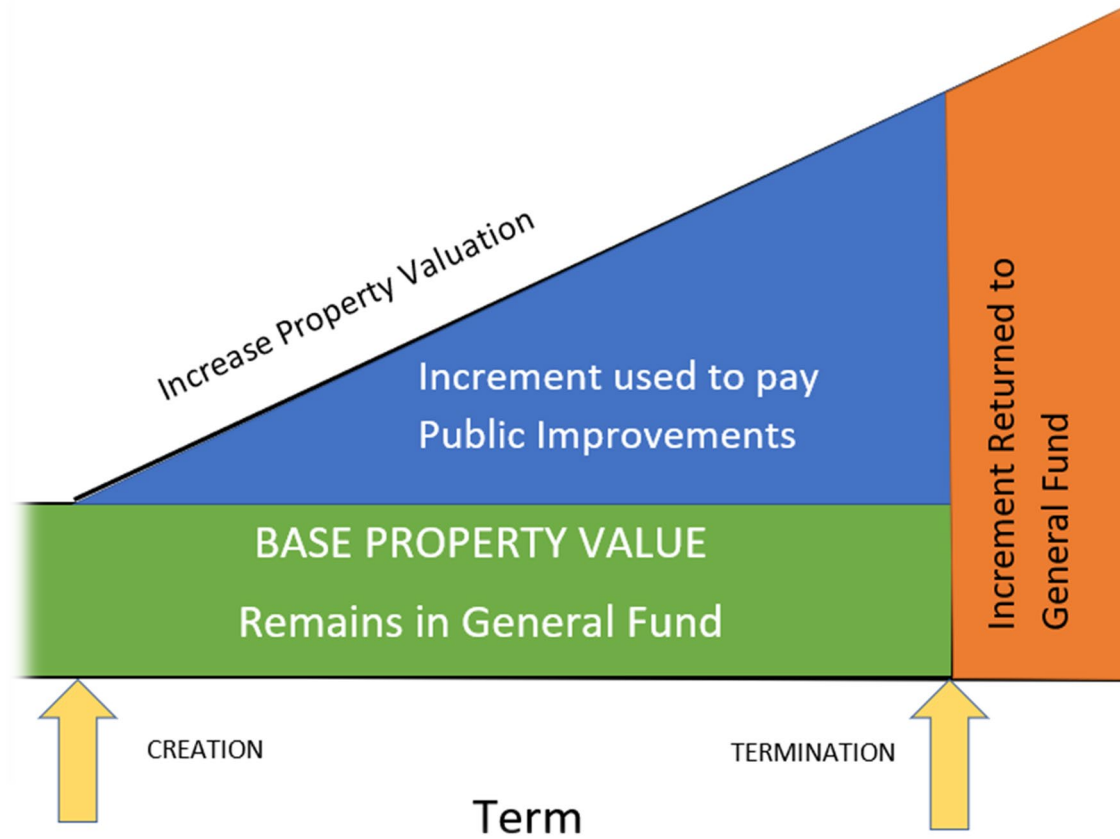 Increase Property Valuation
Increment used to pay
Public Improvements
Increment Returned to
General Fund
BASE PROPERTY VALUE
Remains in General Fund
CREATION
TERMINATION
Term